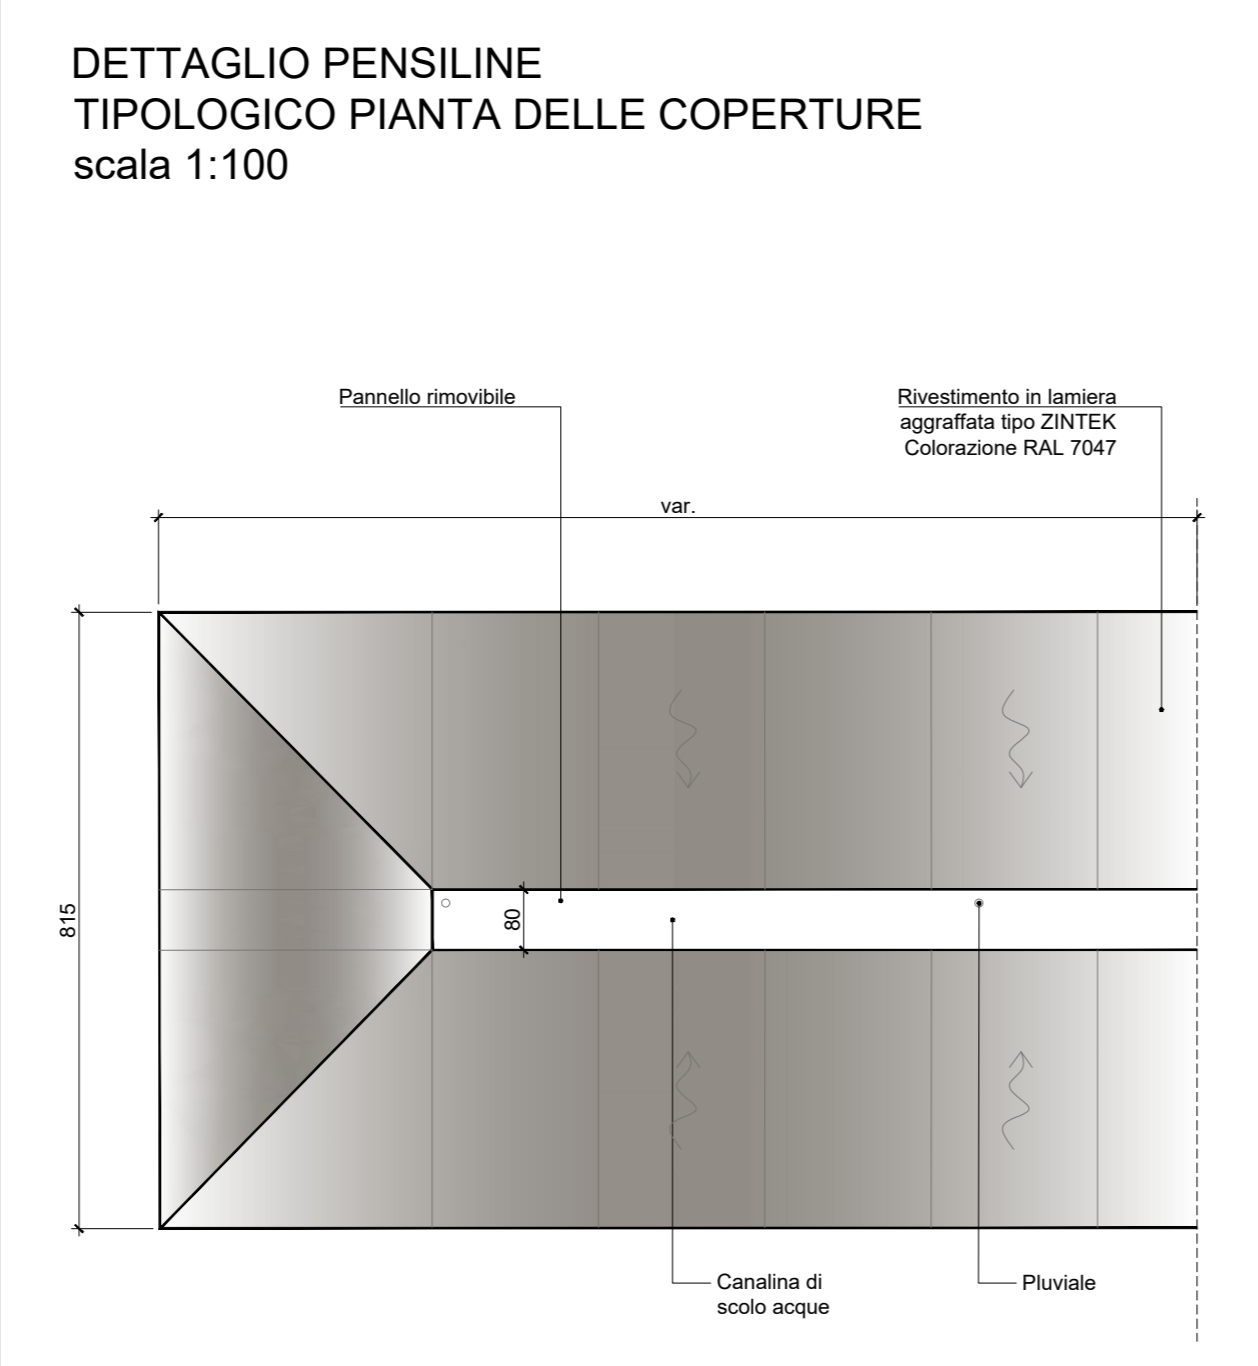 DETTAGLIO PENSILINE
TIPOLOGICO PIANTA DELLE COPERTURE
scala 1:100
Pannello rimovibile
Rivestimento in lamiera
aggraffata tipo ZINTEK
Colorazione RAL 7047
var.
815
80
Canalina di
scolo acque
Pluviale